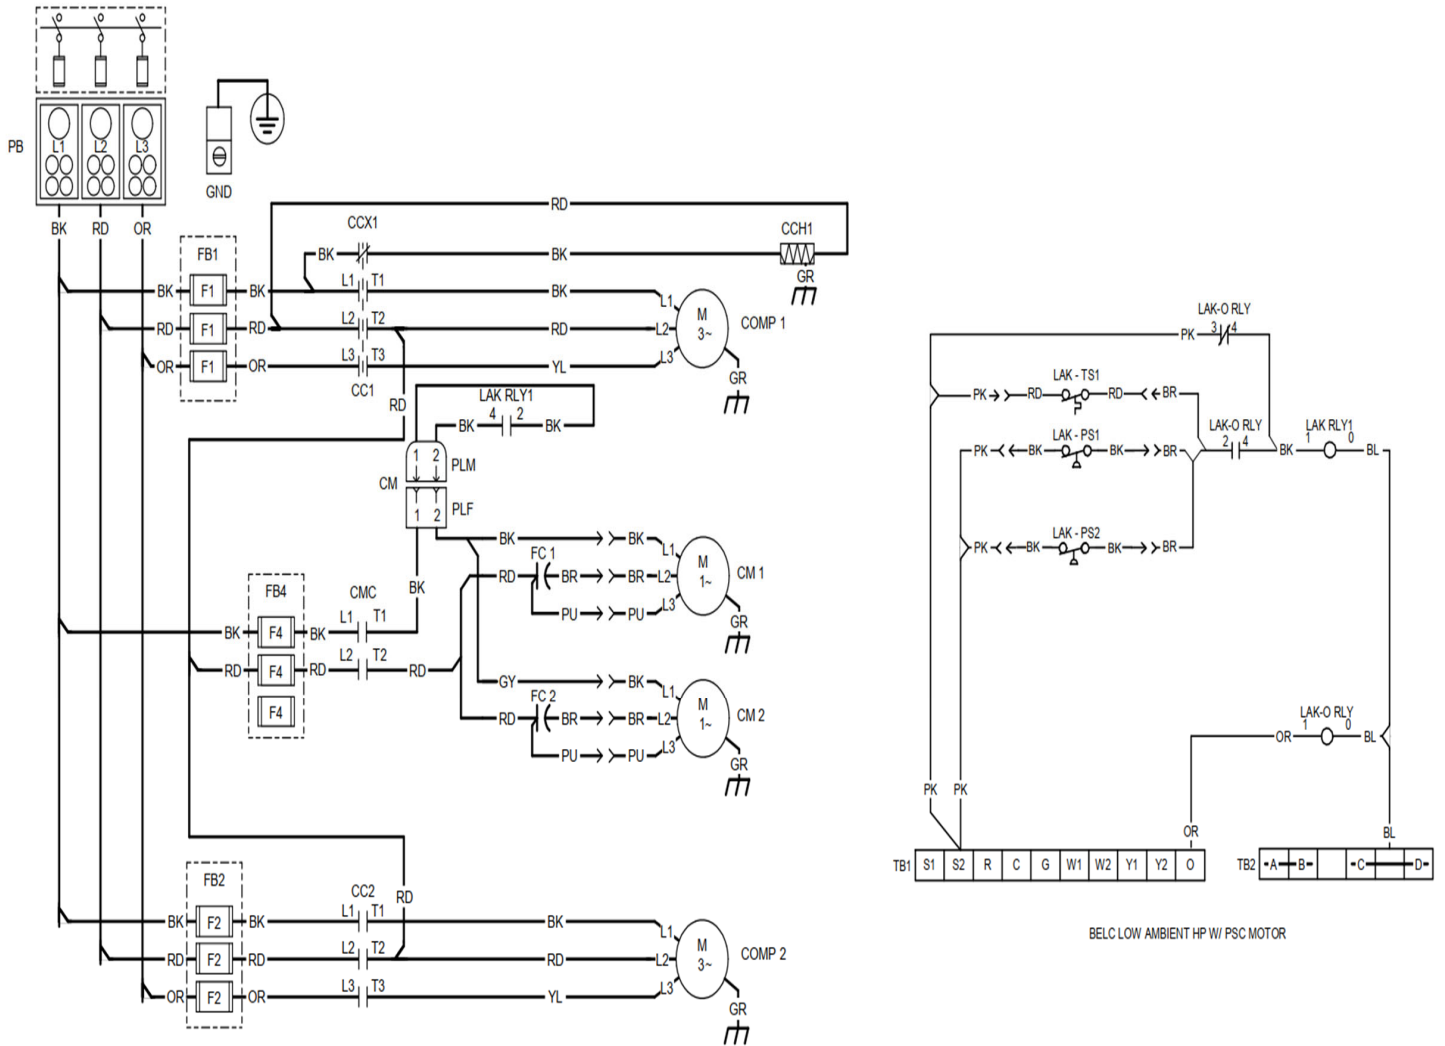 PB
L1 L2 L3
GND
BK RD OR
FB1
CCX1
RD
CCH1
BK BK
GR
BK F1 BK L1 T1 BK L1
RD F1 RD L2 T2 RD L2
M
3~
COMP 1
OR F1 OR L3 T3 YL L3
CC1
GR
RD
LAK RLY1
4 2
BK BK
1 2 PLM
CM
1 2 PLF
BK BK L1
FC 1
RD BR BR L2
M
1~
CM 1
PU PU L3
GR
BK
FB4
CMC
BK F4 BK L1 T1
RD F4 RD L2 T2 RD
F4
GY BK L1
FC 2
RD BR BR L2
M
1~
CM 2
PU PU L3
GR
FB2
CC2
RD
BK F2 BK L1 T1 BK L1
RD F2 RD L2 T2 RD L2
M
3~
COMP 2
OR F2 OR L3 T3 YL L3
GR
LAK-O RLY
PK 3 4
LAK - TS1
PK RD RD BR
LAK - PS1
PK BK BK BR
LAK-O RLY
2 4
BK
LAK RLY1
1 0
BL
LAK - PS2
PK BK BK BR
LAK-O RLY
1 0
OR BL
PK PK
OR
BL
TB1 S1 S2 R C G W1 W2 Y1 Y2 O
TB2 A B C D
BELC LOW AMBIENT HP W/ PSC MOTOR